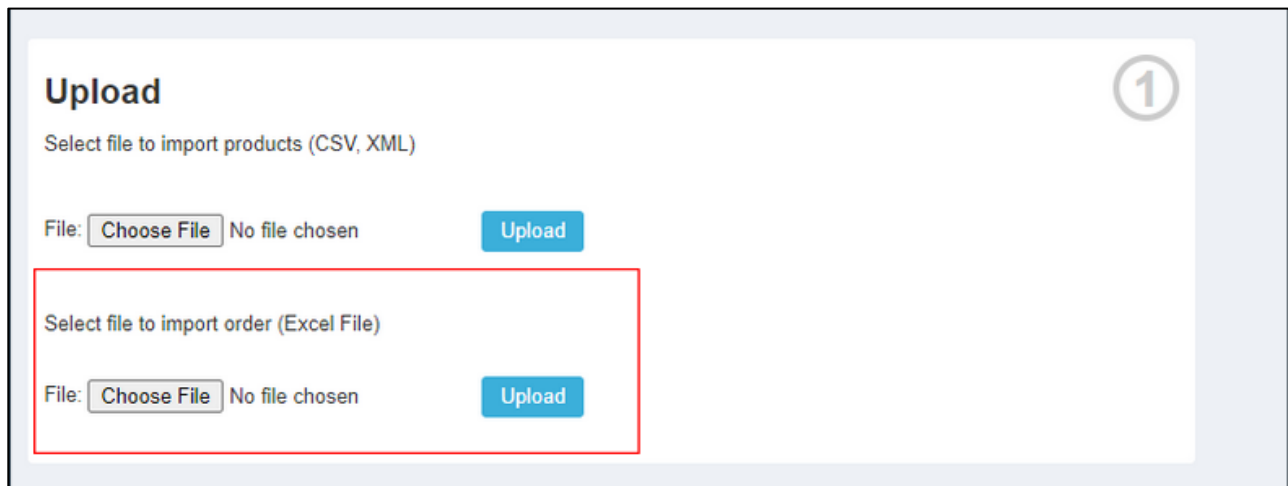 Upload
1
Select file to import products (CSV, XML)
File: Choose File No file chosen Upload
Select file to import order (Excel File)
File: Choose File No file chosen Upload